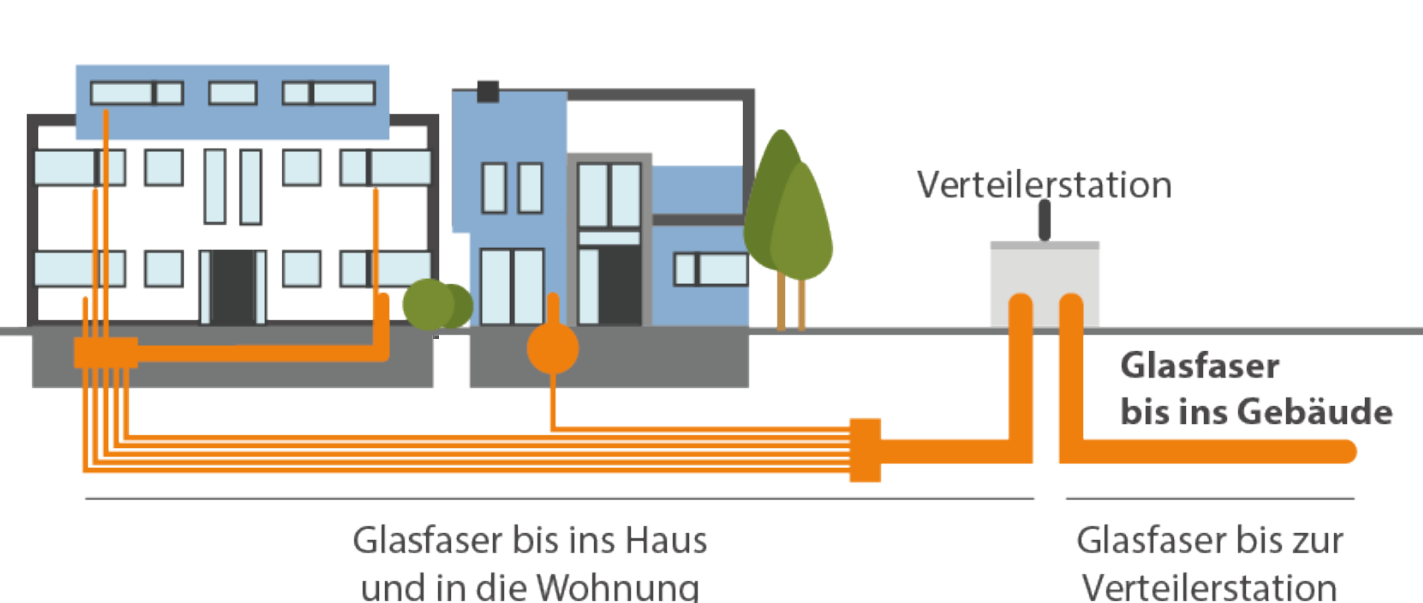 Verteilerstation
Glasfaser
bis ins Gebäude
Glasfaser bis ins Haus
und in die Wohnung
Glasfaser bis zur
Verteilerstation